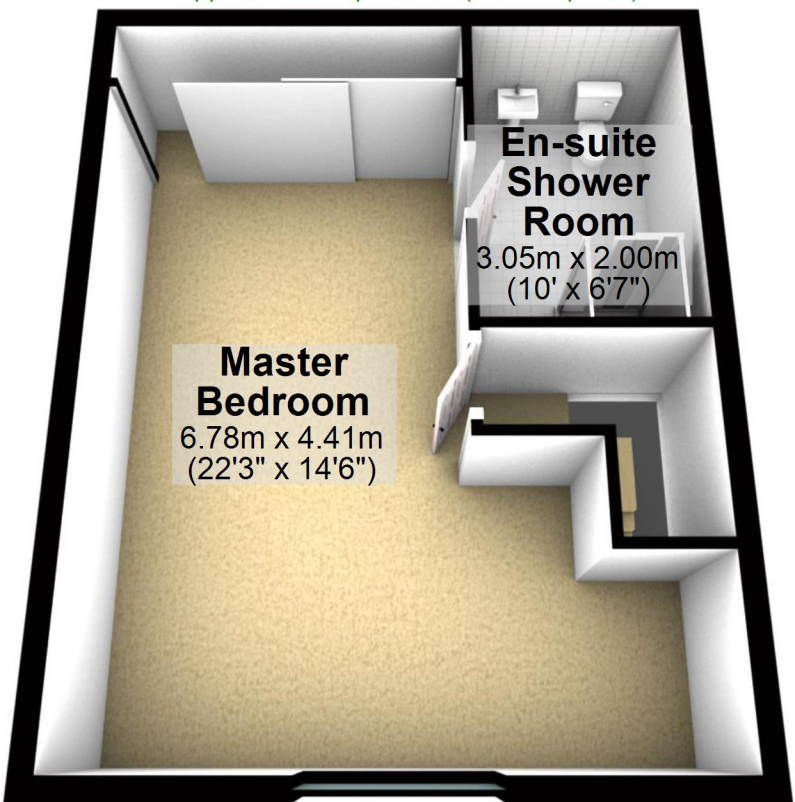 En-suite
Shower
Room
3.05m x 2.00m
(10' x 6'7")
Master
Bedroom
6.78m x 4.41m
(22'3" x 14'6")